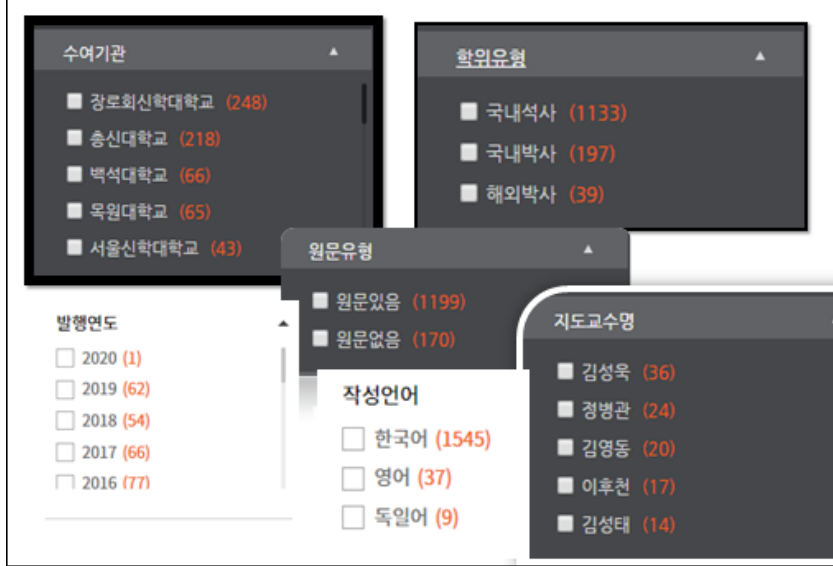 수여기관
장로회신학대학교 (248)
총신대학교 (218)
백석대학교 (66)
목원대학교 (65)
서울신학대학교 (43)
학위유형
국내석사 (1133)
국내박사 (197)
해외박사 (39)
원문유형
원문있음 (1199)
원문없음 (170)
발행연도
2020 (1)
2019 (62)
2018 (54)
2017 (66)
2016 (77)
작성언어
한국어 (1545)
영어 (37)
독일어 (9)
지도교수명
김성욱 (36)
정병관 (24)
김영동 (20)
이후천 (17)
김성태 (14)